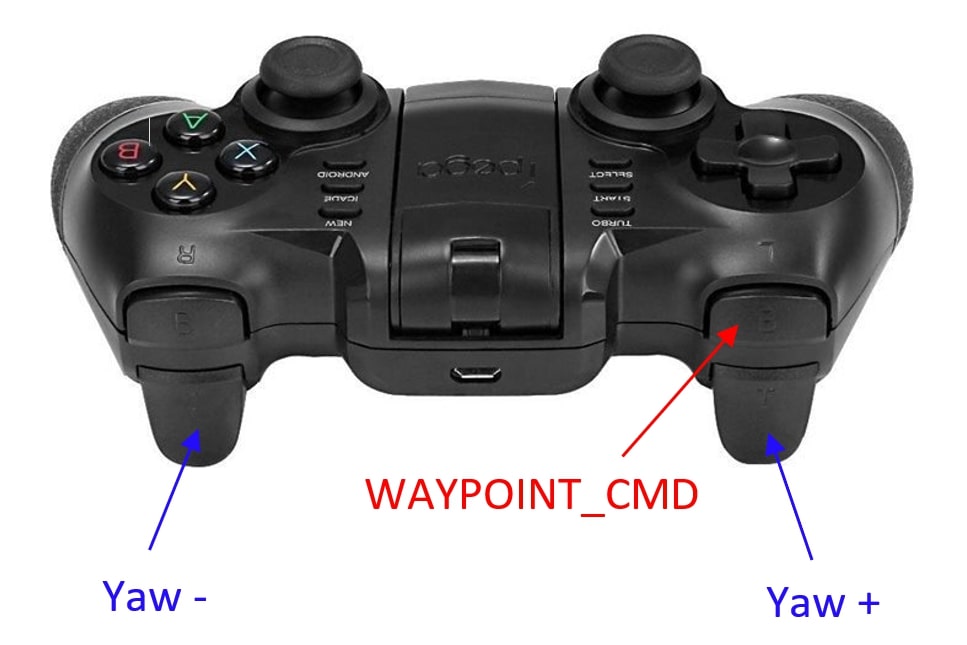 A
B
X
Y
ipega
ANDROID
ICADE
NEW
SELECT
START
TURBO
R
L
B
B
T
T
WAYPOINT_CMD
Yaw -
Yaw +